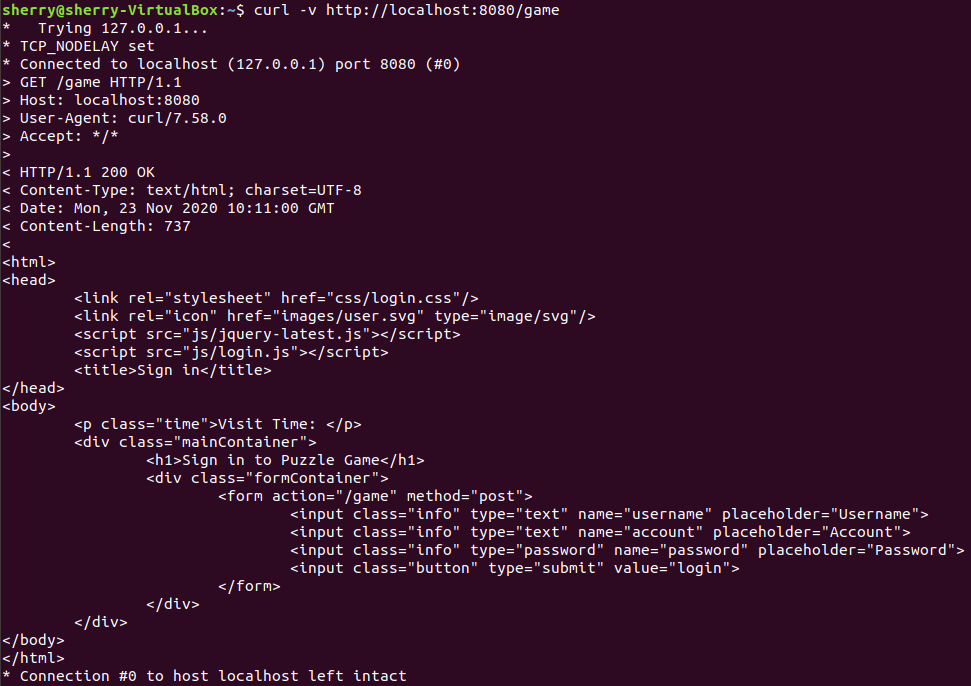 sherry@sherry-VirtualBox:~$ curl -v http://localhost:8080/game
*   Trying 127.0.0.1...
* TCP_NODELAY set
* Connected to localhost (127.0.0.1) port 8080 (#0)
> GET /game HTTP/1.1
> Host: localhost:8080
> User-Agent: curl/7.58.0
> Accept: */*
>
< HTTP/1.1 200 OK
< Content-Type: text/html; charset=UTF-8
< Date: Mon, 23 Nov 2020 10:11:00 GMT
< Content-Length: 737
<
<html>
<head>
        <link rel="stylesheet" href="css/login.css"/>
        <link rel="icon" href="images/user.svg" type="image/svg"/>
        <script src="js/jquery-latest.js"></script>
        <script src="js/login.js"></script>
        <title>Sign in</title>
</head>
<body>
        <p class="time">Visit Time: </p>
        <div class="mainContainer">
                <h1>Sign in to Puzzle Game</h1>
                <div class="formContainer">
                        <form action="/game" method="post">
                                <input class="info" type="text" name="username" placeholder="Username">
                                <input class="info" type="text" name="account" placeholder="Account">
                                <input class="info" type="password" name="password" placeholder="Password">
                                <input class="button" type="submit" value="login">
                        </form>
                </div>
        </div>
</body>
</html>
* Connection #0 to host localhost left intact